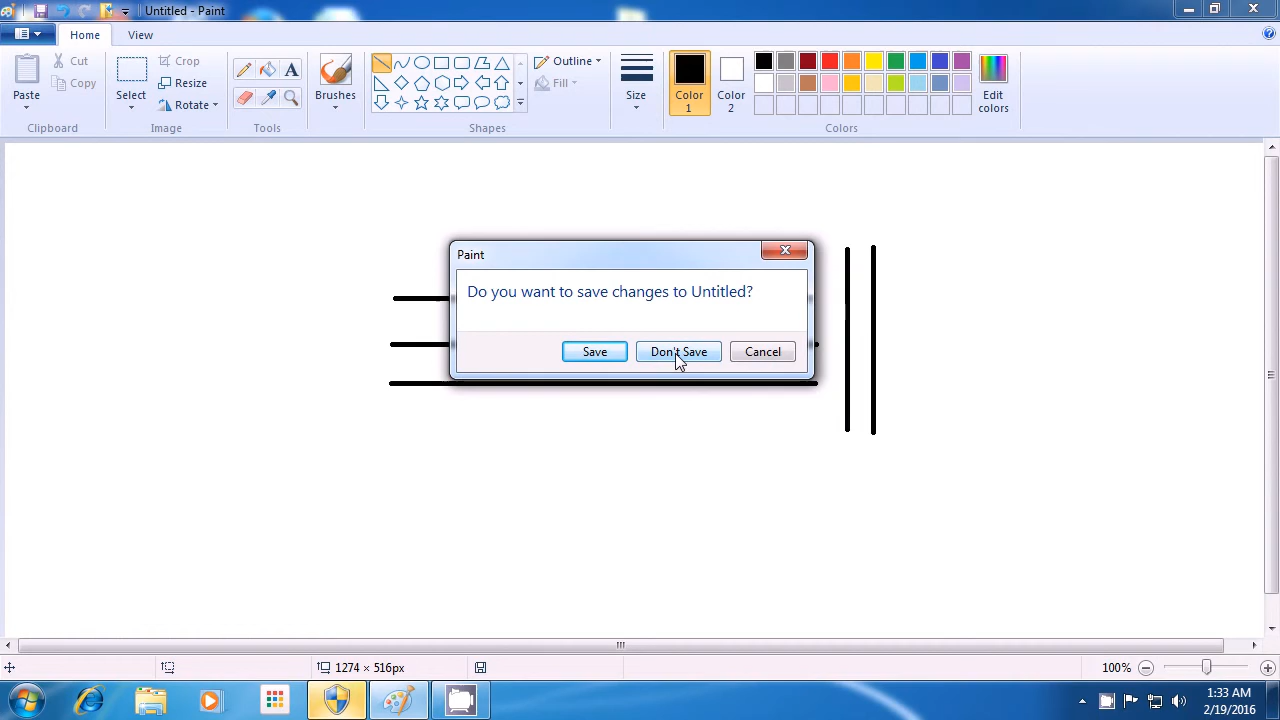 Untitled - Paint
Home View
Paste
Cut
Copy
Clipboard
Select
Crop
Resize
Rotate
Image
A
Tools
Brushes
Outline
Fill
Shapes
Size
Color 1
Color 2
Edit colors
Colors
Paint
Do you want to save changes to Untitled?
Save Don't Save Cancel
1274 × 516px
100%
1:33 AM
2/19/2016